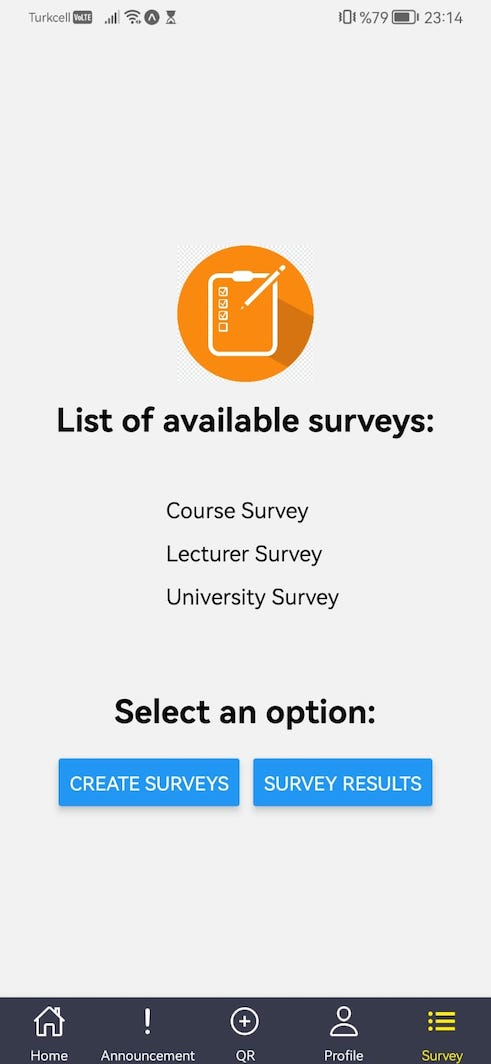 Turkcell VoLTE %79 23:14
List of available surveys:
Course Survey
Lecturer Survey
University Survey
Select an option:
CREATE SURVEYS SURVEY RESULTS
Home Announcement QR Profile Survey